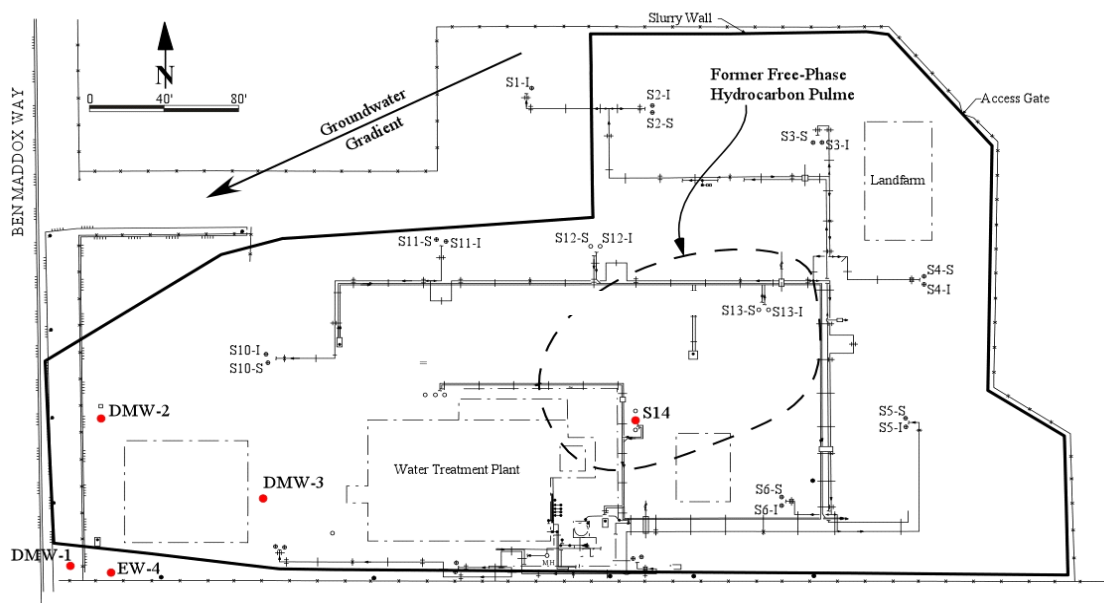 Slurry Wall
N
0 40' 80'
BEN MADDOX WAY
Groundwater
Gradient
S1-I
S2-I
S2-S
Former Free-Phase
Hydrocarbon Pulme
Access Gate
S3-S
S3-I
Landfarm
S11-S
S11-I
S12-S
S12-I
S4-S
S4-I
S13-S
S13-I
S10-I
S10-S
DMW-2
S14
S5-S
S5-I
Water Treatment Plant
DMW-3
S6-S
S6-I
DMW-1
EW-4
MH